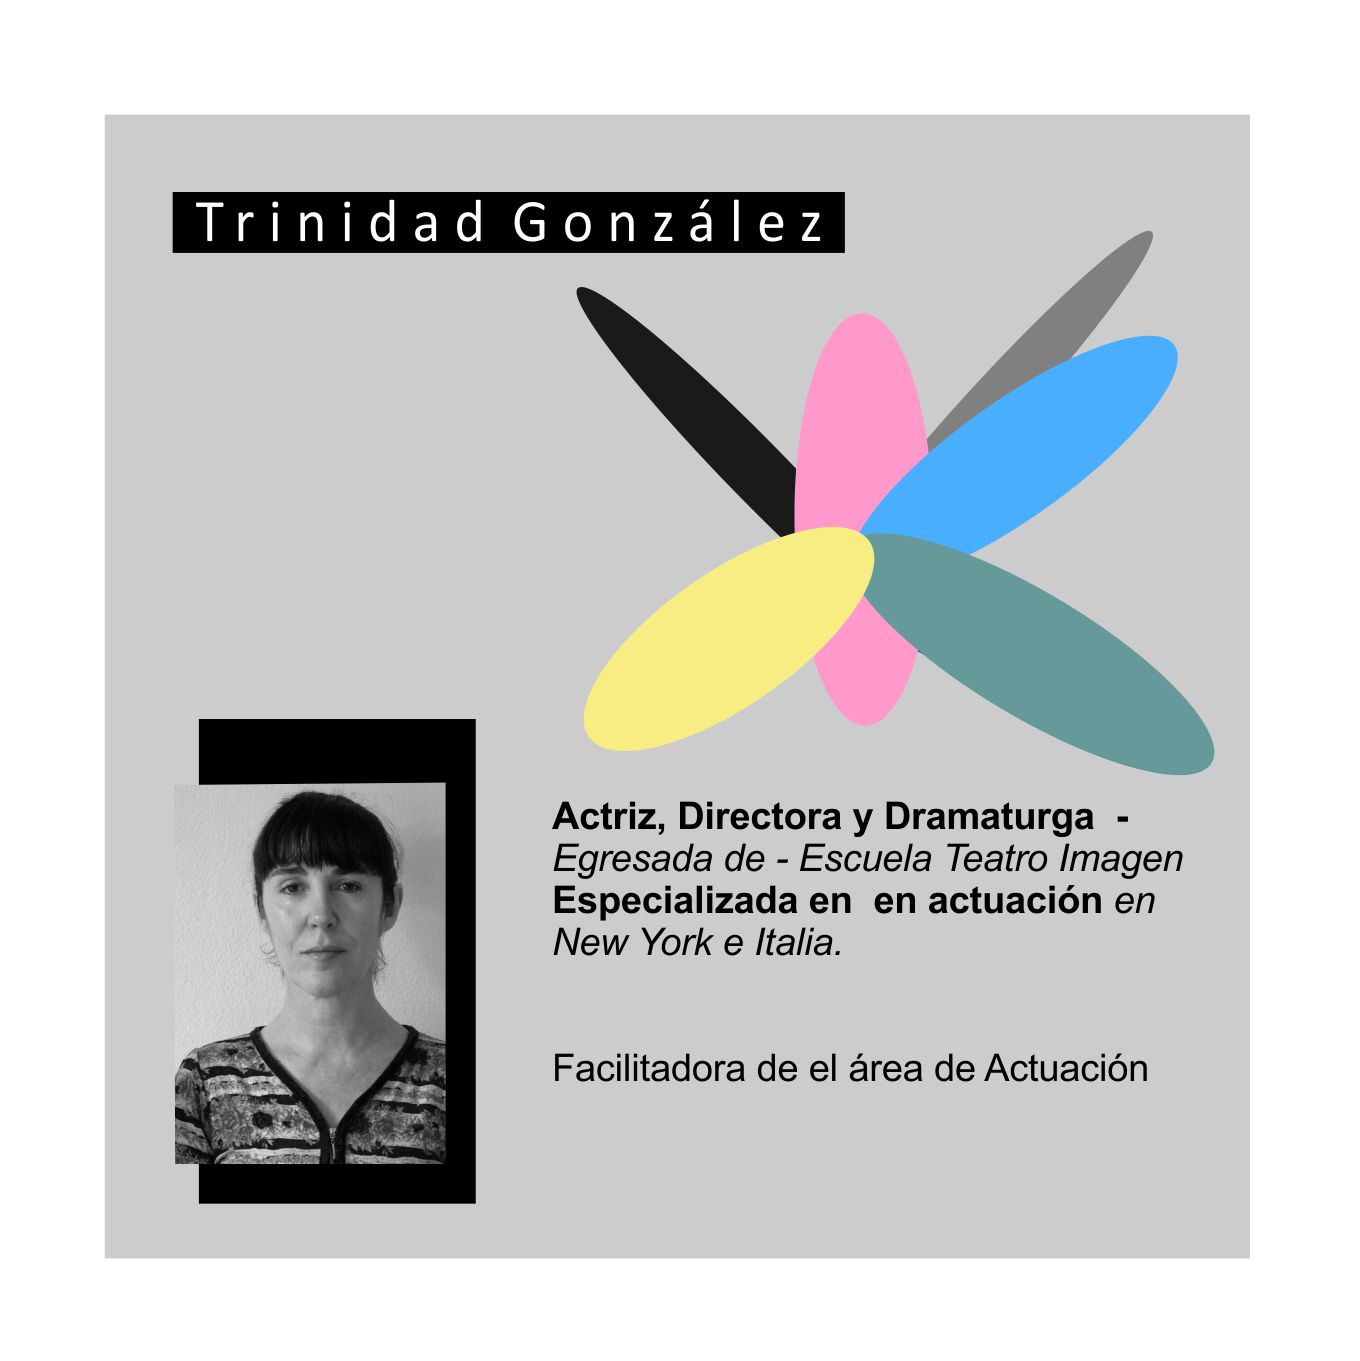 Trinidad González
Actriz, Directora y Dramaturga -
Egresada de - Escuela Teatro Imagen
Especializada en en actuación en
New York e Italia.
Facilitadora de el área de Actuación